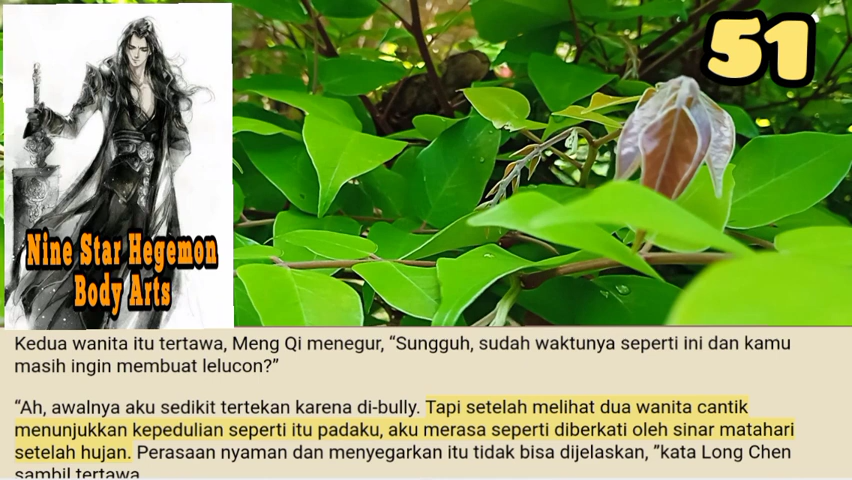 51
Nine Star Hegemon
Body Arts
Kedua wanita itu tertawa, Meng Qi menegur, “Sungguh, sudah waktunya seperti ini dan kamu
masih ingin membuat lelucon?”
“Ah, awalnya aku sedikit tertekan karena di-bully. Tapi setelah melihat dua wanita cantik
menunjukkan kepedulian seperti itu padaku, aku merasa seperti diberkati oleh sinar matahari
setelah hujan. Perasaan nyaman dan menyegarkan itu tidak bisa dijelaskan, ”kata Long Chen
sambil tertawa